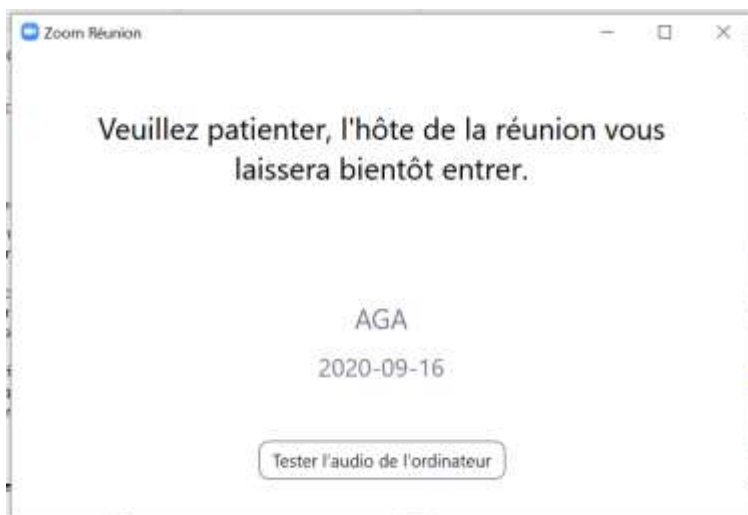 Zoom Réunion
Veuillez patienter, l'hôte de la réunion vous
laissera bientôt entrer.
AGA
2020-09-16
Tester l'audio de l'ordinateur